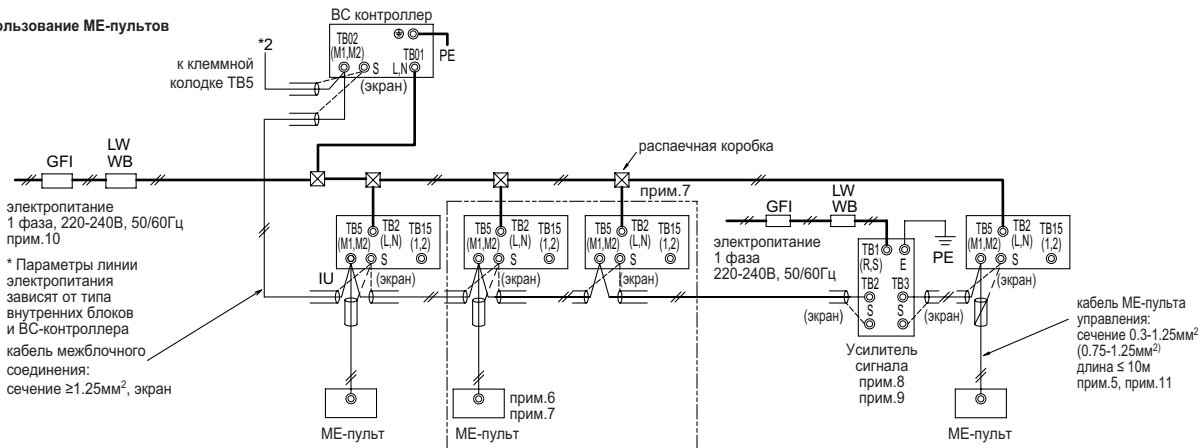 ользование МЕ-пультов
ВС контроллер
*2
TB02
(M1,M2)
S
TB01
L,N
PE
(экран)
к клеммной
колодке TB5
GFI
LW
WB
распаечная коробка
прим.7
электропитание
1 фаза, 220-240В, 50/60Гц
прим.10
* Параметры линии
электропитания
зависят от типа
внутренних блоков
и ВС-контроллера
кабель межблочного
соединения:
сечение ≥1.25мм², экран
IU
TB5
(M1,M2)
TB2
(L,N)
TB15
(1,2)
S
(экран)
TB5
(M1,M2)
TB2
(L,N)
TB15
(1,2)
S
(экран)
TB5
(M1,M2)
TB2
(L,N)
TB15
(1,2)
S
(экран)
GFI
LW
WB
электропитание
1 фаза
220-240В, 50/60Гц
TB1
(R,S)
E
PE
TB2
S
TB3
S
(экран)
(экран)
Усилитель
сигнала
прим.8
прим.9
TB5
(M1,M2)
TB2
(L,N)
TB15
(1,2)
S
(экран)
кабель МЕ-пульта
управления:
сечение 0.3-1.25мм²
(0.75-1.25мм²)
длина ≤ 10м
прим.5, прим.11
МЕ-пульт
прим.6
прим.7
МЕ-пульт
МЕ-пульт